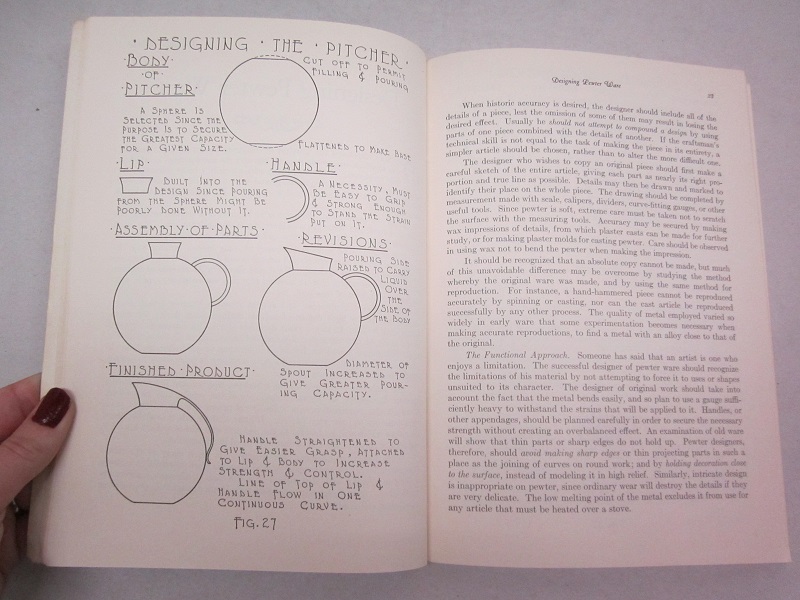 · DESIGNING · THE · PITCHER ·
·BODY·
·OF·
·PITCHER·
A SPHERE IS
SELECTED SINCE THE
PURPOSE IS TO SECURE
THE GREATEST CAPACITY
FOR A GIVEN SIZE.
CUT OFF TO PERMIT
FILLING & POURING
FLATTENED TO MAKE BASE
·LIP·
BUILT INTO THE
DESIGN SINCE POURING
FROM THE SPHERE MIGHT BE
POORLY DONE WITHOUT IT.
·HANDLE·
A NECESSITY, MUST
BE EASY TO GRIP
& STRONG ENOUGH
TO STAND THE STRAIN
PUT ON IT.
·ASSEMBLY·OF·PARTS·
·REVISIONS·
POURING SIDE
RAISED TO CARRY
LIQUID
OVER
THE
SIDE OF
THE BODY
DIAMETER OF
SPOUT INCREASED TO
GIVE GREATER POUR-
ING CAPACITY.
·FINISHED·PRODUCT·
HANDLE STRAIGHTENED TO
GIVE EASIER GRASP, ATTACHED
TO LIP & BODY TO INCREASE
STRENGTH & CONTROL.
LINE OF TOP OF LIP &
HANDLE FLOW IN ONE
CONTINUOUS CURVE.
FIG. 27
Designing Pewter Ware
When historic accuracy is desired, the designer should include all of the
details of a piece, lest the omission of some of them may result in losing the
desired effect. Usually he should not attempt to compound a design by using
parts of one piece combined with the details of another. If the craftsman's
technical skill is not equal to the task of making the piece in its entirety, a
simpler article should be chosen, rather than to alter the more difficult one.
The designer who wishes to copy an original piece should first make a
careful sketch of the entire article, giving each part as nearly its right pro-
portion and true line as possible. Details may then be drawn and marked to
identify their place on the whole piece. The drawing should be completed by
measurement made with scale, calipers, dividers, curve-fitting gauges, or other
useful tools. Since pewter is soft, extreme care must be taken not to scratch
the surface with the measuring tools. Accuracy may be secured by making
wax impressions of details, from which plaster casts can be made for further
study, or for making plaster molds for casting pewter. Care should be observed
in using wax not to bend the pewter when making the impression.
It should be recognized that an absolute copy cannot be made, but much
of this unavoidable difference may be overcome by studying the method
whereby the original ware was made, and by using the same method for
reproduction. For instance, a hand-hammered piece cannot be reproduced
accurately by spinning or casting, nor can the cast article be reproduced
successfully by any other process. The quality of metal employed varied so
widely in early ware that some experimentation becomes necessary when
making accurate reproductions, to find a metal with an alloy close to that of
the original.
The Functional Approach. Someone has said that an artist is one who
enjoys a limitation. The successful designer of pewter ware should recognize
the limitations of his material by not attempting to force it to uses or shapes
unsuited to its character. The designer of original work should take into
account the fact that the metal bends easily, and so plan to use a gauge suffi-
ciently heavy to withstand the strains that will be applied to it. Handles, or
other appendages, should be planned carefully in order to secure the necessary
strength without creating an overbalanced effect. An examination of old ware
will show that thin parts or sharp edges do not hold up. Pewter designers,
therefore, should avoid making sharp edges or thin projecting parts in such a
place as the joining of curves on round work; and by holding decoration close
to the surface, instead of modeling it in high relief. Similarly, intricate design
is inappropriate on pewter, since ordinary wear will destroy the details if they
are very delicate. The low melting point of the metal excludes it from use for
any article that must be heated over a stove.